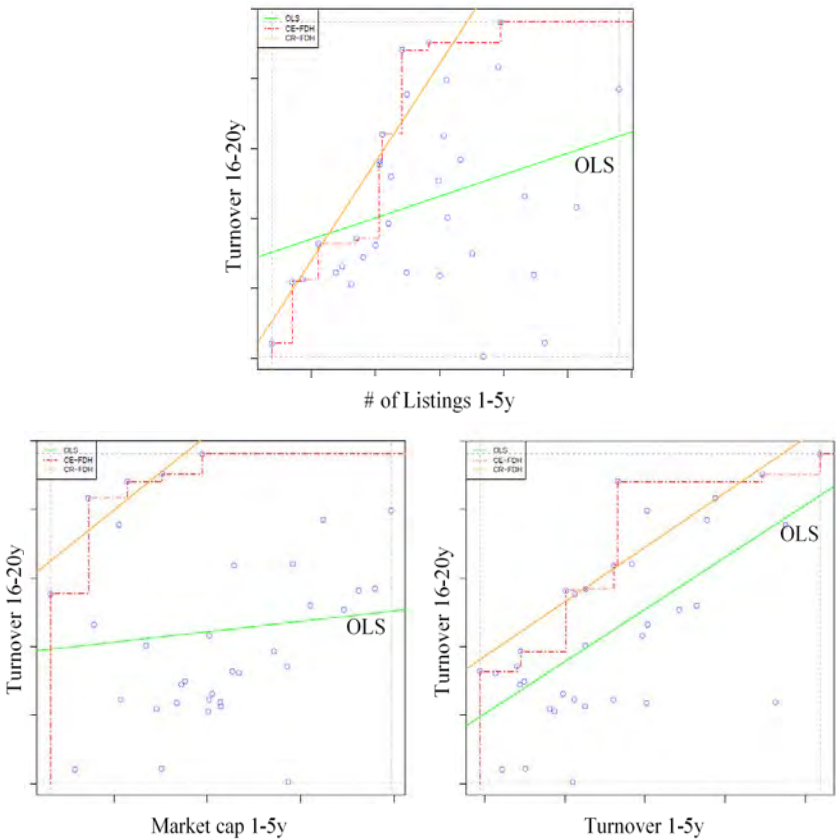 OLS
CE-FDH
CR-FDH
Turnover 16-20y
OLS
# of Listings 1-5y
OLS
CE-FDH
CR-FDH
Turnover 16-20y
OLS
Market cap 1-5y
OLS
CE-FDH
CR-FDH
Turnover 16-20y
OLS
Turnover 1-5y